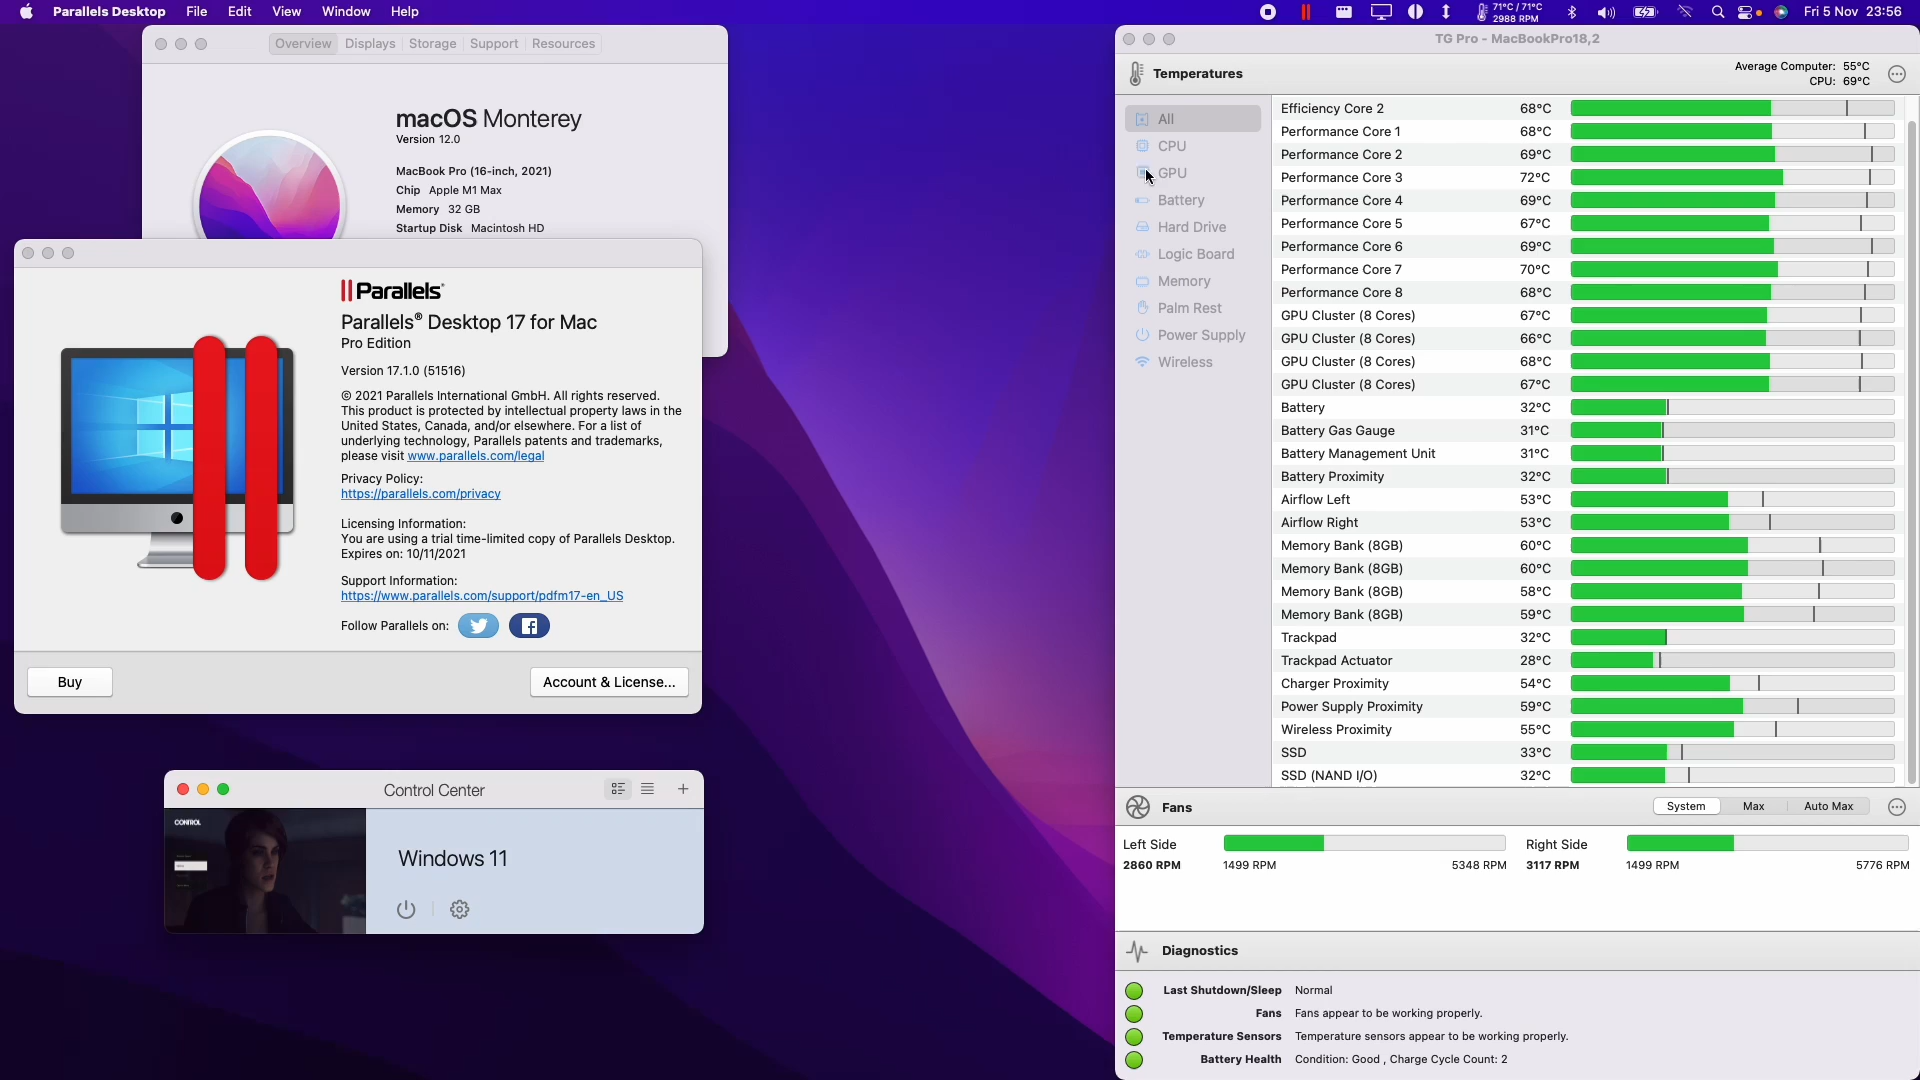 Parallels Desktop File Edit View Window Help
71°C / 71°C
2988 RPM
Fri 5 Nov 23:56
Overview Displays Storage Support Resources
macOS Monterey
Version 12.0
MacBook Pro (16-inch, 2021)
Chip Apple M1 Max
Memory 32 GB
Startup Disk Macintosh HD
Parallels
Parallels® Desktop 17 for Mac
Pro Edition
Version 17.1.0 (51516)
© 2021 Parallels International GmbH. All rights reserved.
This product is protected by intellectual property laws in the
United States, Canada, and/or elsewhere. For a list of
underlying technology, Parallels patents and trademarks,
please visit www.parallels.com/legal
Privacy Policy:
https://parallels.com/privacy
Licensing Information:
You are using a trial time-limited copy of Parallels Desktop.
Expires on: 10/11/2021
Support Information:
https://www.parallels.com/support/pdfm17-en_US
Follow Parallels on:
Buy
Account & License...
Control Center
CONTROL
Windows 11
TG Pro - MacBookPro18,2
Temperatures
Average Computer: 55°C
CPU: 69°C
All
CPU
GPU
Battery
Hard Drive
Logic Board
Memory
Palm Rest
Power Supply
Wireless
Efficiency Core 2 68°C
Performance Core 1 68°C
Performance Core 2 69°C
Performance Core 3 72°C
Performance Core 4 69°C
Performance Core 5 67°C
Performance Core 6 69°C
Performance Core 7 70°C
Performance Core 8 68°C
GPU Cluster (8 Cores) 67°C
GPU Cluster (8 Cores) 66°C
GPU Cluster (8 Cores) 68°C
GPU Cluster (8 Cores) 67°C
Battery 32°C
Battery Gas Gauge 31°C
Battery Management Unit 31°C
Battery Proximity 32°C
Airflow Left 53°C
Airflow Right 53°C
Memory Bank (8GB) 60°C
Memory Bank (8GB) 60°C
Memory Bank (8GB) 58°C
Memory Bank (8GB) 59°C
Trackpad 32°C
Trackpad Actuator 28°C
Charger Proximity 54°C
Power Supply Proximity 59°C
Wireless Proximity 55°C
SSD 33°C
SSD (NAND I/O) 32°C
Fans
System Max Auto Max
Left Side
2860 RPM 1499 RPM 5348 RPM
Right Side
3117 RPM 1499 RPM 5776 RPM
Diagnostics
Last Shutdown/Sleep Normal
Fans Fans appear to be working properly.
Temperature Sensors Temperature sensors appear to be working properly.
Battery Health Condition: Good , Charge Cycle Count: 2